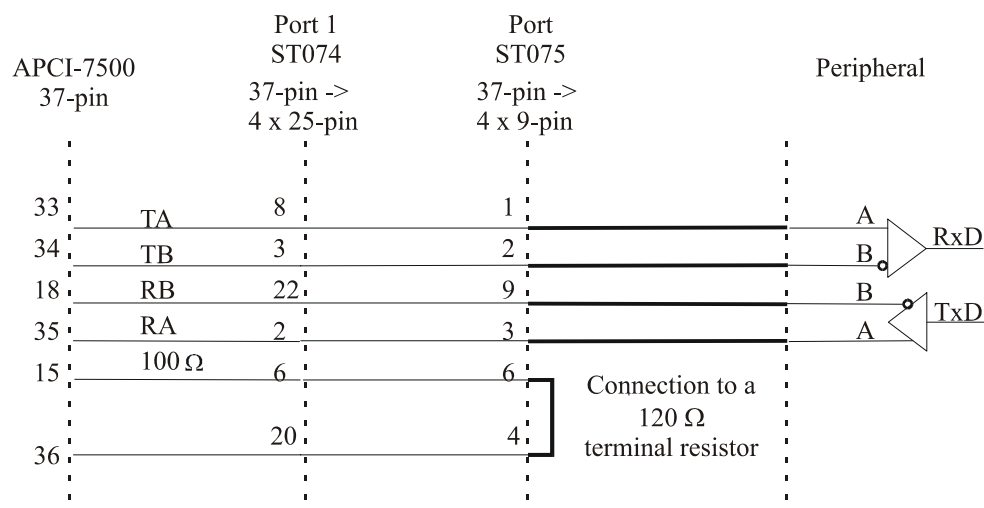 Port 1
ST074
37-pin ->
4 x 25-pin
Port
ST075
37-pin ->
4 x 9-pin
APCI-7500
37-pin
Peripheral
33 TA 8 1 A
RxD
34 TB 3 2 B
18 RB 22 9 B
TxD
35 RA 2 3 A
15 100 Ω 6 6
36 20 4
Connection to a
120 Ω
terminal resistor